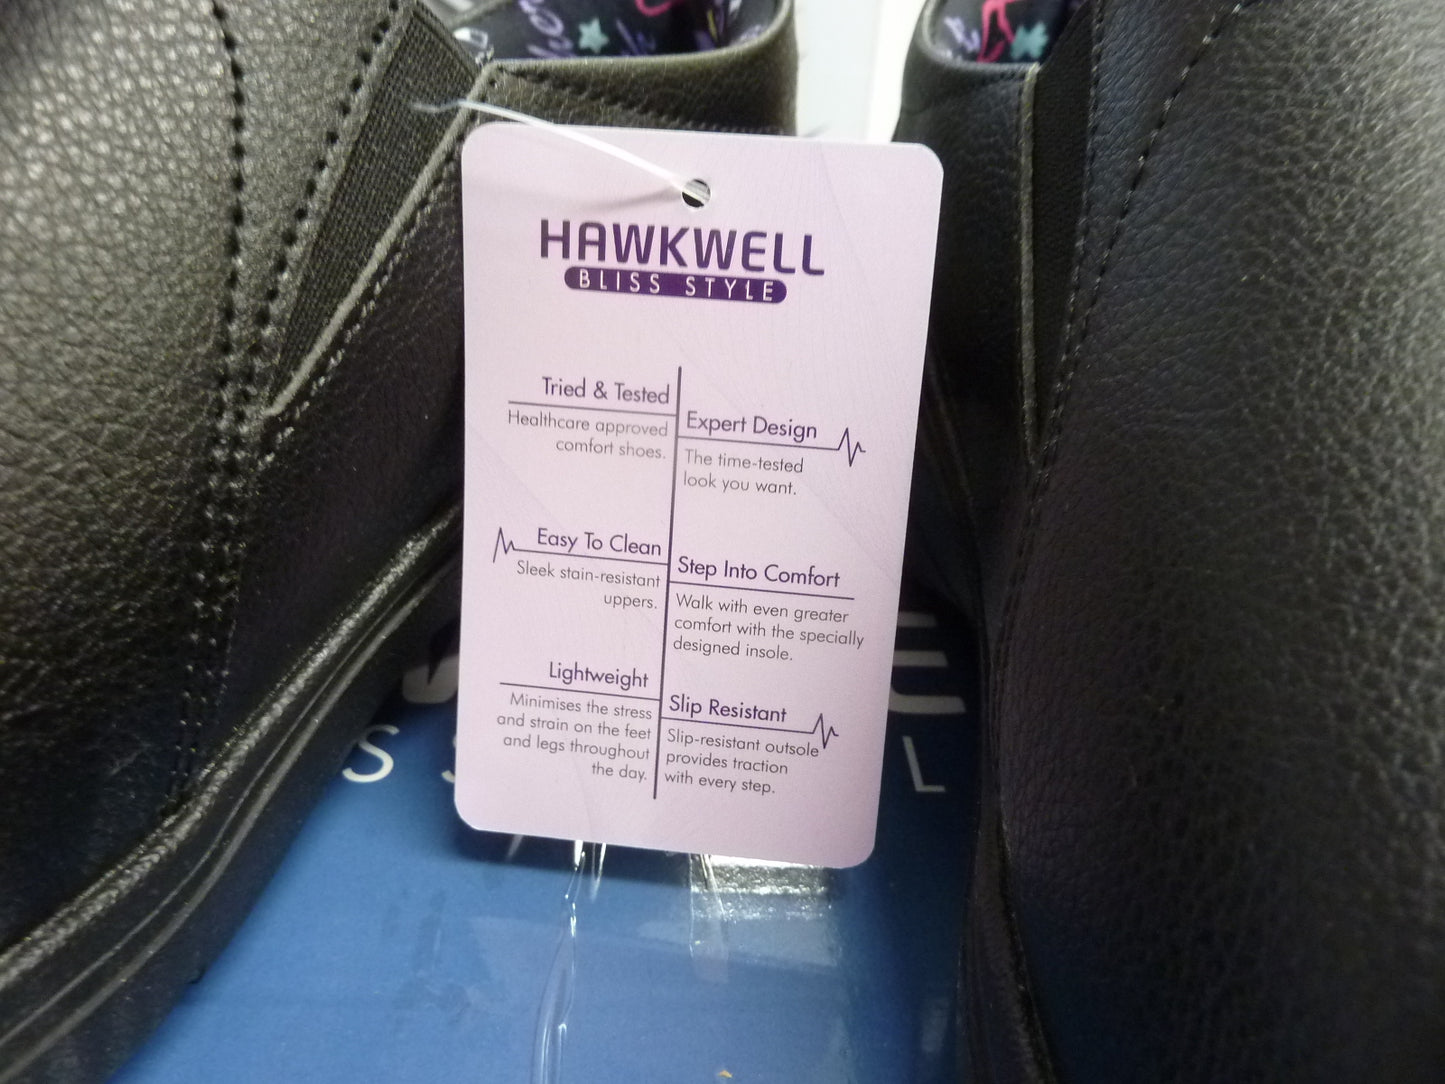 HAWKWELL
BLISS STYLE
Tried & Tested
Healthcare approved
comfort shoes.
Expert Design
The time-tested
look you want.
Easy To Clean
Sleek stain-resistant
uppers.
Step Into Comfort
Walk with even greater
comfort with the specially
designed insole.
Lightweight
Minimises the stress
and strain on the feet
and legs throughout
the day.
Slip Resistant
Slip-resistant outsole
provides traction
with every step.